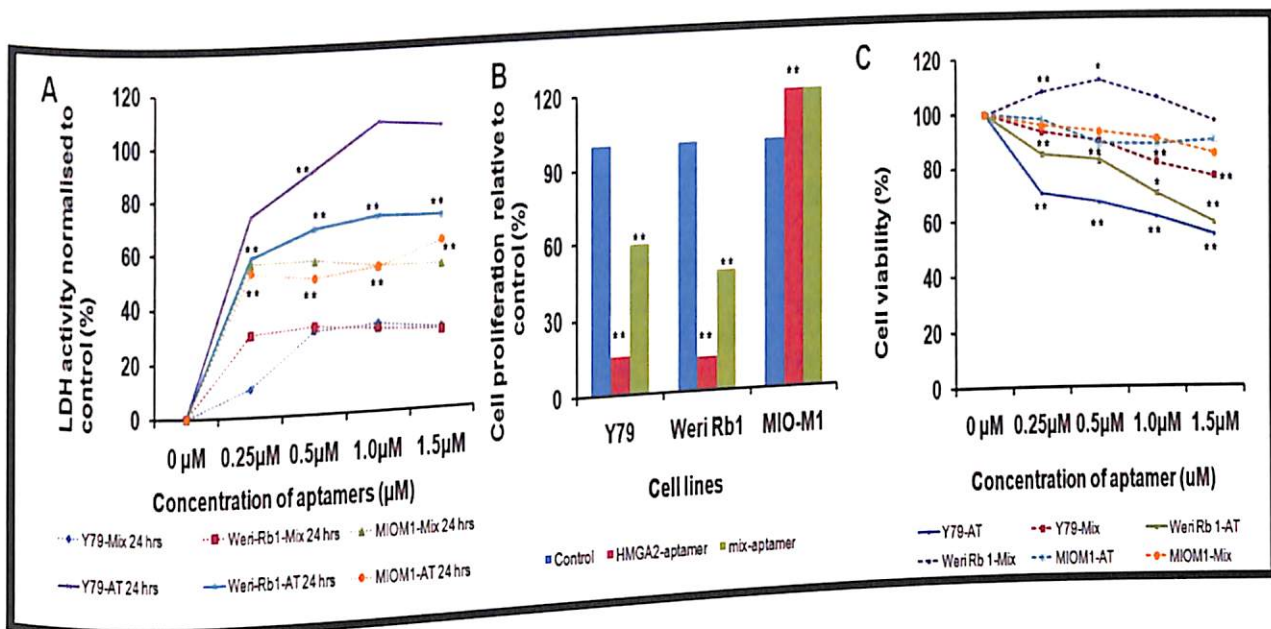 A
LDH activity normalised to
control (%)
120
100
80
60
40
20
0
**
**
**
**
**
**
**
**
**
0 µM
0.25µM
0.5µM
1.0µM
1.5µM
Concentration of aptamers (µM)
Y79-Mix 24 hrs
Weri-Rb1-Mix 24 hrs
MIOM1-Mix 24 hrs
Y79-AT 24 hrs
Weri-Rb1-AT 24 hrs
MIOM1-AT 24 hrs
B
Cell proliferation relative to
control (%)
120
90
60
30
0
**
**
**
**
**
Y79
Weri Rb1
MIO-M1
Cell lines
Control
HMGA2-aptamer
mix-aptamer
C
Cell viability (%)
120
100
80
60
40
20
0
**
*
**
**
**
**
*
**
**
**
**
**
0 µM
0.25µM
0.5µM
1.0µM
1.5µM
Concentration of aptamer (uM)
Y79-AT
Y79-Mix
Weri Rb 1-AT
Weri Rb 1-Mix
MIOM1-AT
MIOM1-Mix